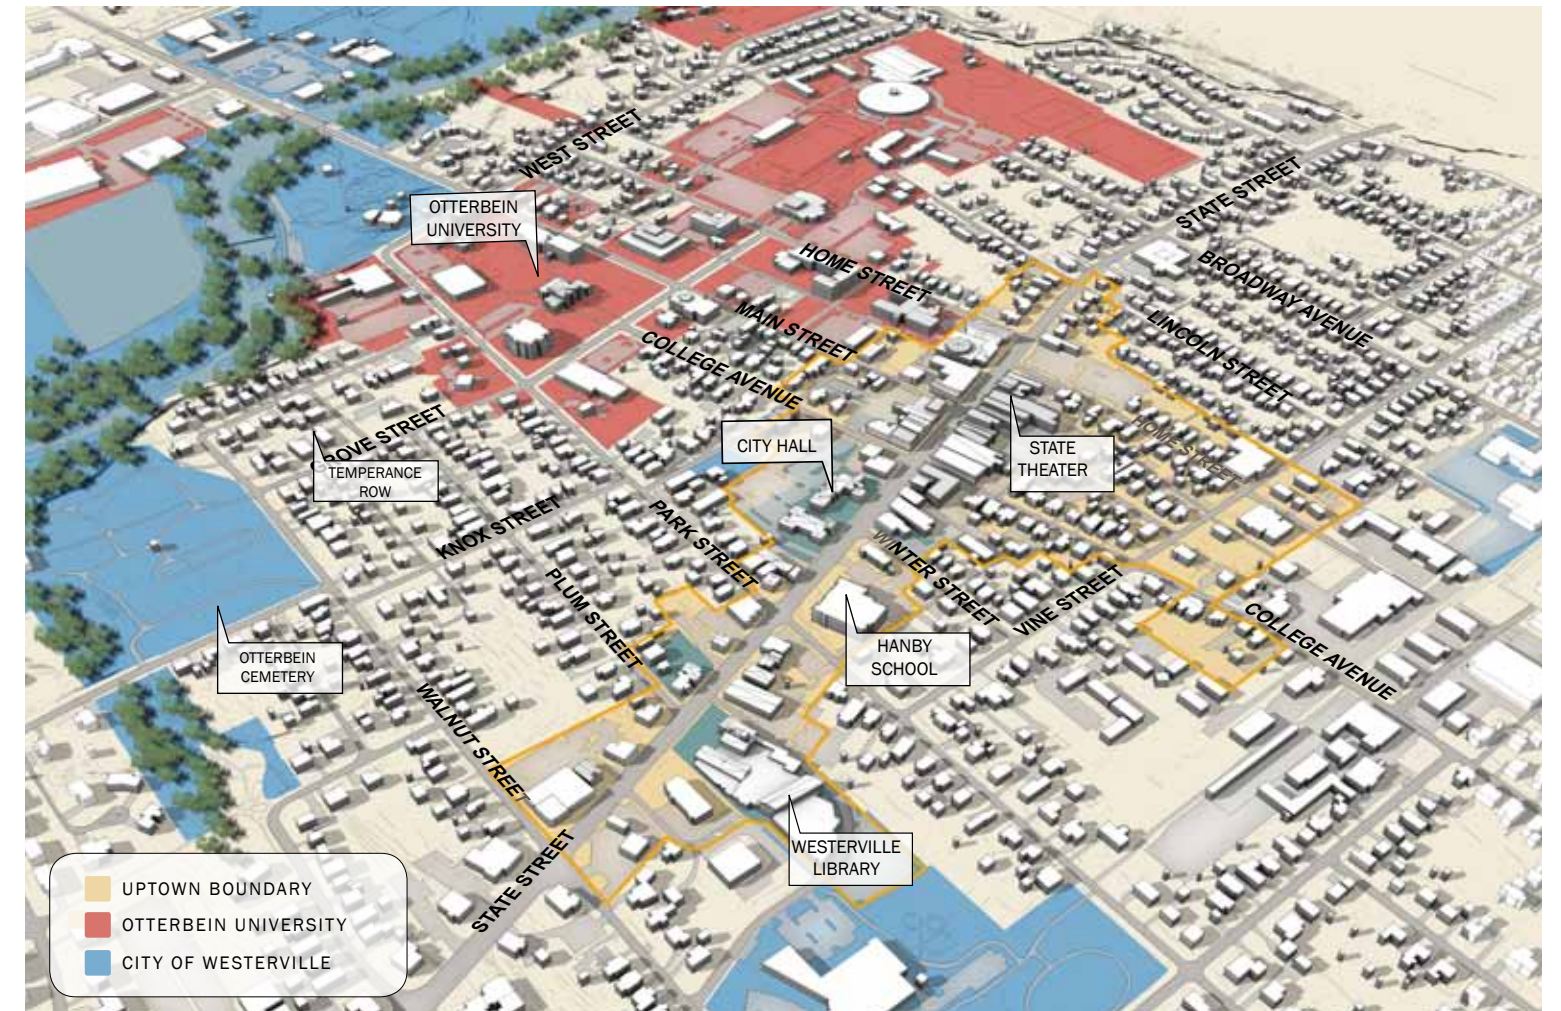 WEST STREET
STATE STREET
OTTERBEIN
UNIVERSITY
HOME STREET
BROADWAY AVENUE
MAIN STREET
LINCOLN STREET
COLLEGE AVENUE
GROVE STREET
CITY HALL
STATE
THEATER
HOME STREET
TEMPERANCE
ROW
KNOX STREET
PARK STREET
WINTER STREET
VINE STREET
PLUM STREET
COLLEGE AVENUE
HANBY
SCHOOL
OTTERBEIN
CEMETERY
WALNUT STREET
STATE STREET
WESTERVILLE
LIBRARY
UPTOWN BOUNDARY
OTTERBEIN UNIVERSITY
CITY OF WESTERVILLE